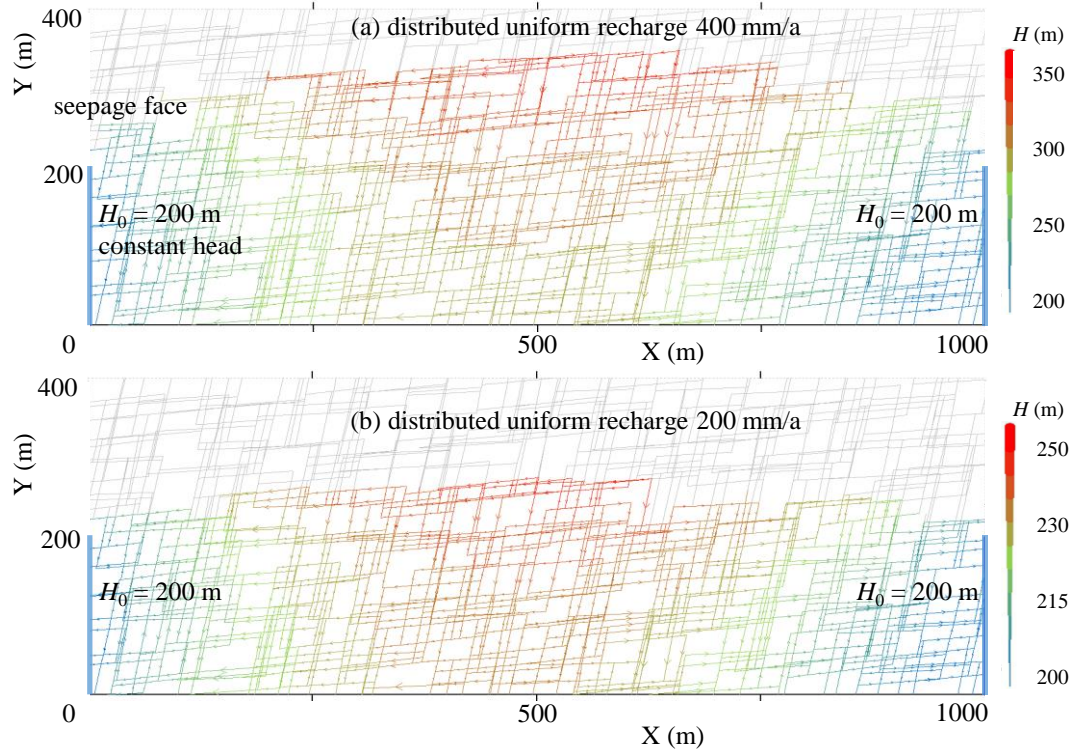 400
(a) distributed uniform recharge 400 mm/a
H (m)
Y (m)
350
seepage face
300
200
H0 = 200 m
H0 = 200 m
constant head
250
200
0
500
1000
X (m)
400
H (m)
(b) distributed uniform recharge 200 mm/a
250
Y (m)
200
230
H0 = 200 m
H0 = 200 m
215
200
0
500
1000
X (m)